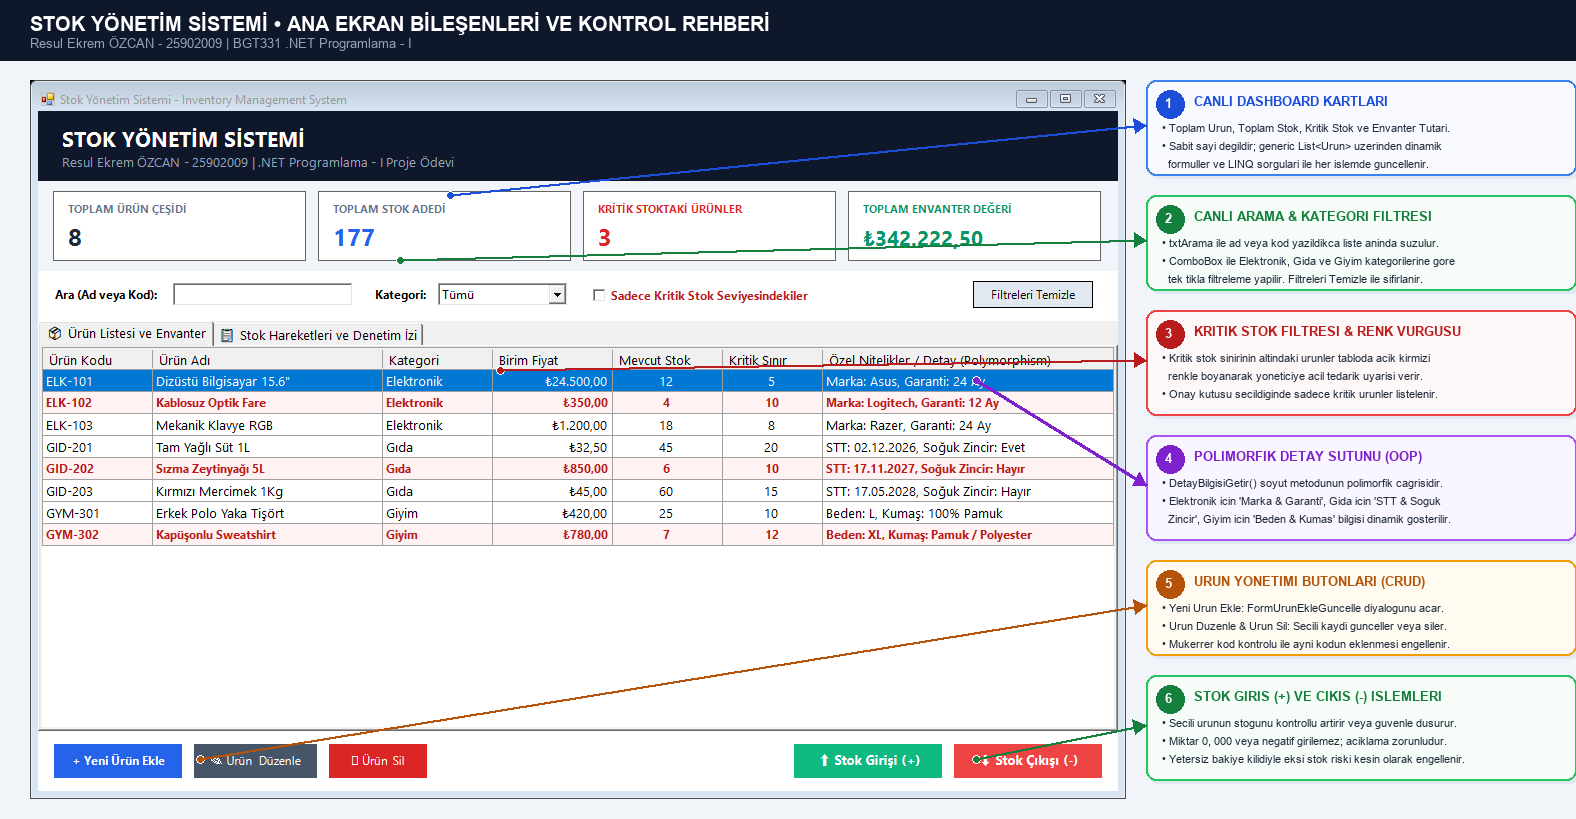 STOK YÖNETİM SİSTEMİ • ANA EKRAN BİLEŞENLERİ VE KONTROL REHBERİ
Resul Ekrem ÖZCAN - 25902009 | BGT331 .NET Programlama - I
Stok Yönetim Sistemi - Inventory Management System
STOK YÖNETİM SİSTEMİ
Resul Ekrem ÖZCAN - 25902009 | .NET Programlama - I Proje Ödevi
TOPLAM ÜRÜN ÇEŞİDİ
8
TOPLAM STOK ADEDİ
177
KRİTİK STOKTAKİ ÜRÜNLER
3
TOPLAM ENVANTER DEĞERİ
₺342.222,50
Ara (Ad veya Kod):
Kategori: Tümü
Sadece Kritik Stok Seviyesindekiler
Filtreleri Temizle
Ürün Listesi ve Envanter
Stok Hareketleri ve Denetim İzi
Ürün Kodu Ürün Adı Kategori Birim Fiyat Mevcut Stok Kritik Sınır Özel Nitelikler / Detay (Polymorphism)
ELK-101 Dizüstü Bilgisayar 15.6" Elektronik ₺24.500,00 12 5 Marka: Asus, Garanti: 24 Ay
ELK-102 Kablosuz Optik Fare Elektronik ₺350,00 4 10 Marka: Logitech, Garanti: 12 Ay
ELK-103 Mekanik Klavye RGB Elektronik ₺1.200,00 18 8 Marka: Razer, Garanti: 24 Ay
GID-201 Tam Yağlı Süt 1L Gıda ₺32,50 45 20 STT: 02.12.2026, Soğuk Zincir: Evet
GID-202 Sızma Zeytinyağı 5L Gıda ₺850,00 6 10 STT: 17.11.2027, Soğuk Zincir: Hayır
GID-203 Kırmızı Mercimek 1Kg Gıda ₺45,00 60 15 STT: 17.05.2028, Soğuk Zincir: Hayır
GYM-301 Erkek Polo Yaka Tişört Giyim ₺420,00 25 10 Beden: L, Kumaş: 100% Pamuk
GYM-302 Kapüşonlu Sweatshirt Giyim ₺780,00 7 12 Beden: XL, Kumaş: Pamuk / Polyester
+ Yeni Ürün Ekle
Ürün Düzenle
Ürün Sil
Stok Girişi (+)
Stok Çıkışı (-)
1 CANLI DASHBOARD KARTLARI
• Toplam Urun, Toplam Stok, Kritik Stok ve Envanter Tutari.
• Sabit sayi degildir; generic List<Urun> uzerinden dinamik
formuller ve LINQ sorgulari ile her islemde guncellenir.
2 CANLI ARAMA & KATEGORI FILTRESI
• txtArama ile ad veya kod yazildikca liste aninda suzulur.
• ComboBox ile Elektronik, Gida ve Giyim kategorilerine gore
tek tikla filtreleme yapilir. Filtreleri Temizle ile sifirlanir.
3 KRITIK STOK FILTRESI & RENK VURGUSU
• Kritik stok sinirinin altindaki urunler tabloda acik kirmizi
renkle boyanarak yoneticiye acil tedarik uyarisi verir.
• Onay kutusu secildiginde sadece kritik urunler listelenir.
4 POLIMORFIK DETAY SUTUNU (OOP)
• DetayBilgisiGetir() soyut metodunun polimorfik cagrisidir.
• Elektronik icin 'Marka & Garanti', Gida icin 'STT & Soguk
Zincir', Giyim icin 'Beden & Kumas' bilgisi dinamik gosterilir.
5 URUN YONETIMI BUTONLARI (CRUD)
• Yeni Urun Ekle: FormUrunEkleGuncelle diyalogunu acar.
• Urun Duzenle & Urun Sil: Secili kaydi gunceller veya siler.
• Mukerrer kod kontrolu ile ayni kodun eklenmesi engellenir.
6 STOK GIRIS (+) VE CIKIS (-) ISLEMLERI
• Secili urunun stogunu kontrollu artirir veya guvenle dusurur.
• Miktar 0, 000 veya negatif girilemez; aciklama zorunludur.
• Yetersiz bakiye kilidiyle eksi stok riski kesin olarak engellenir.